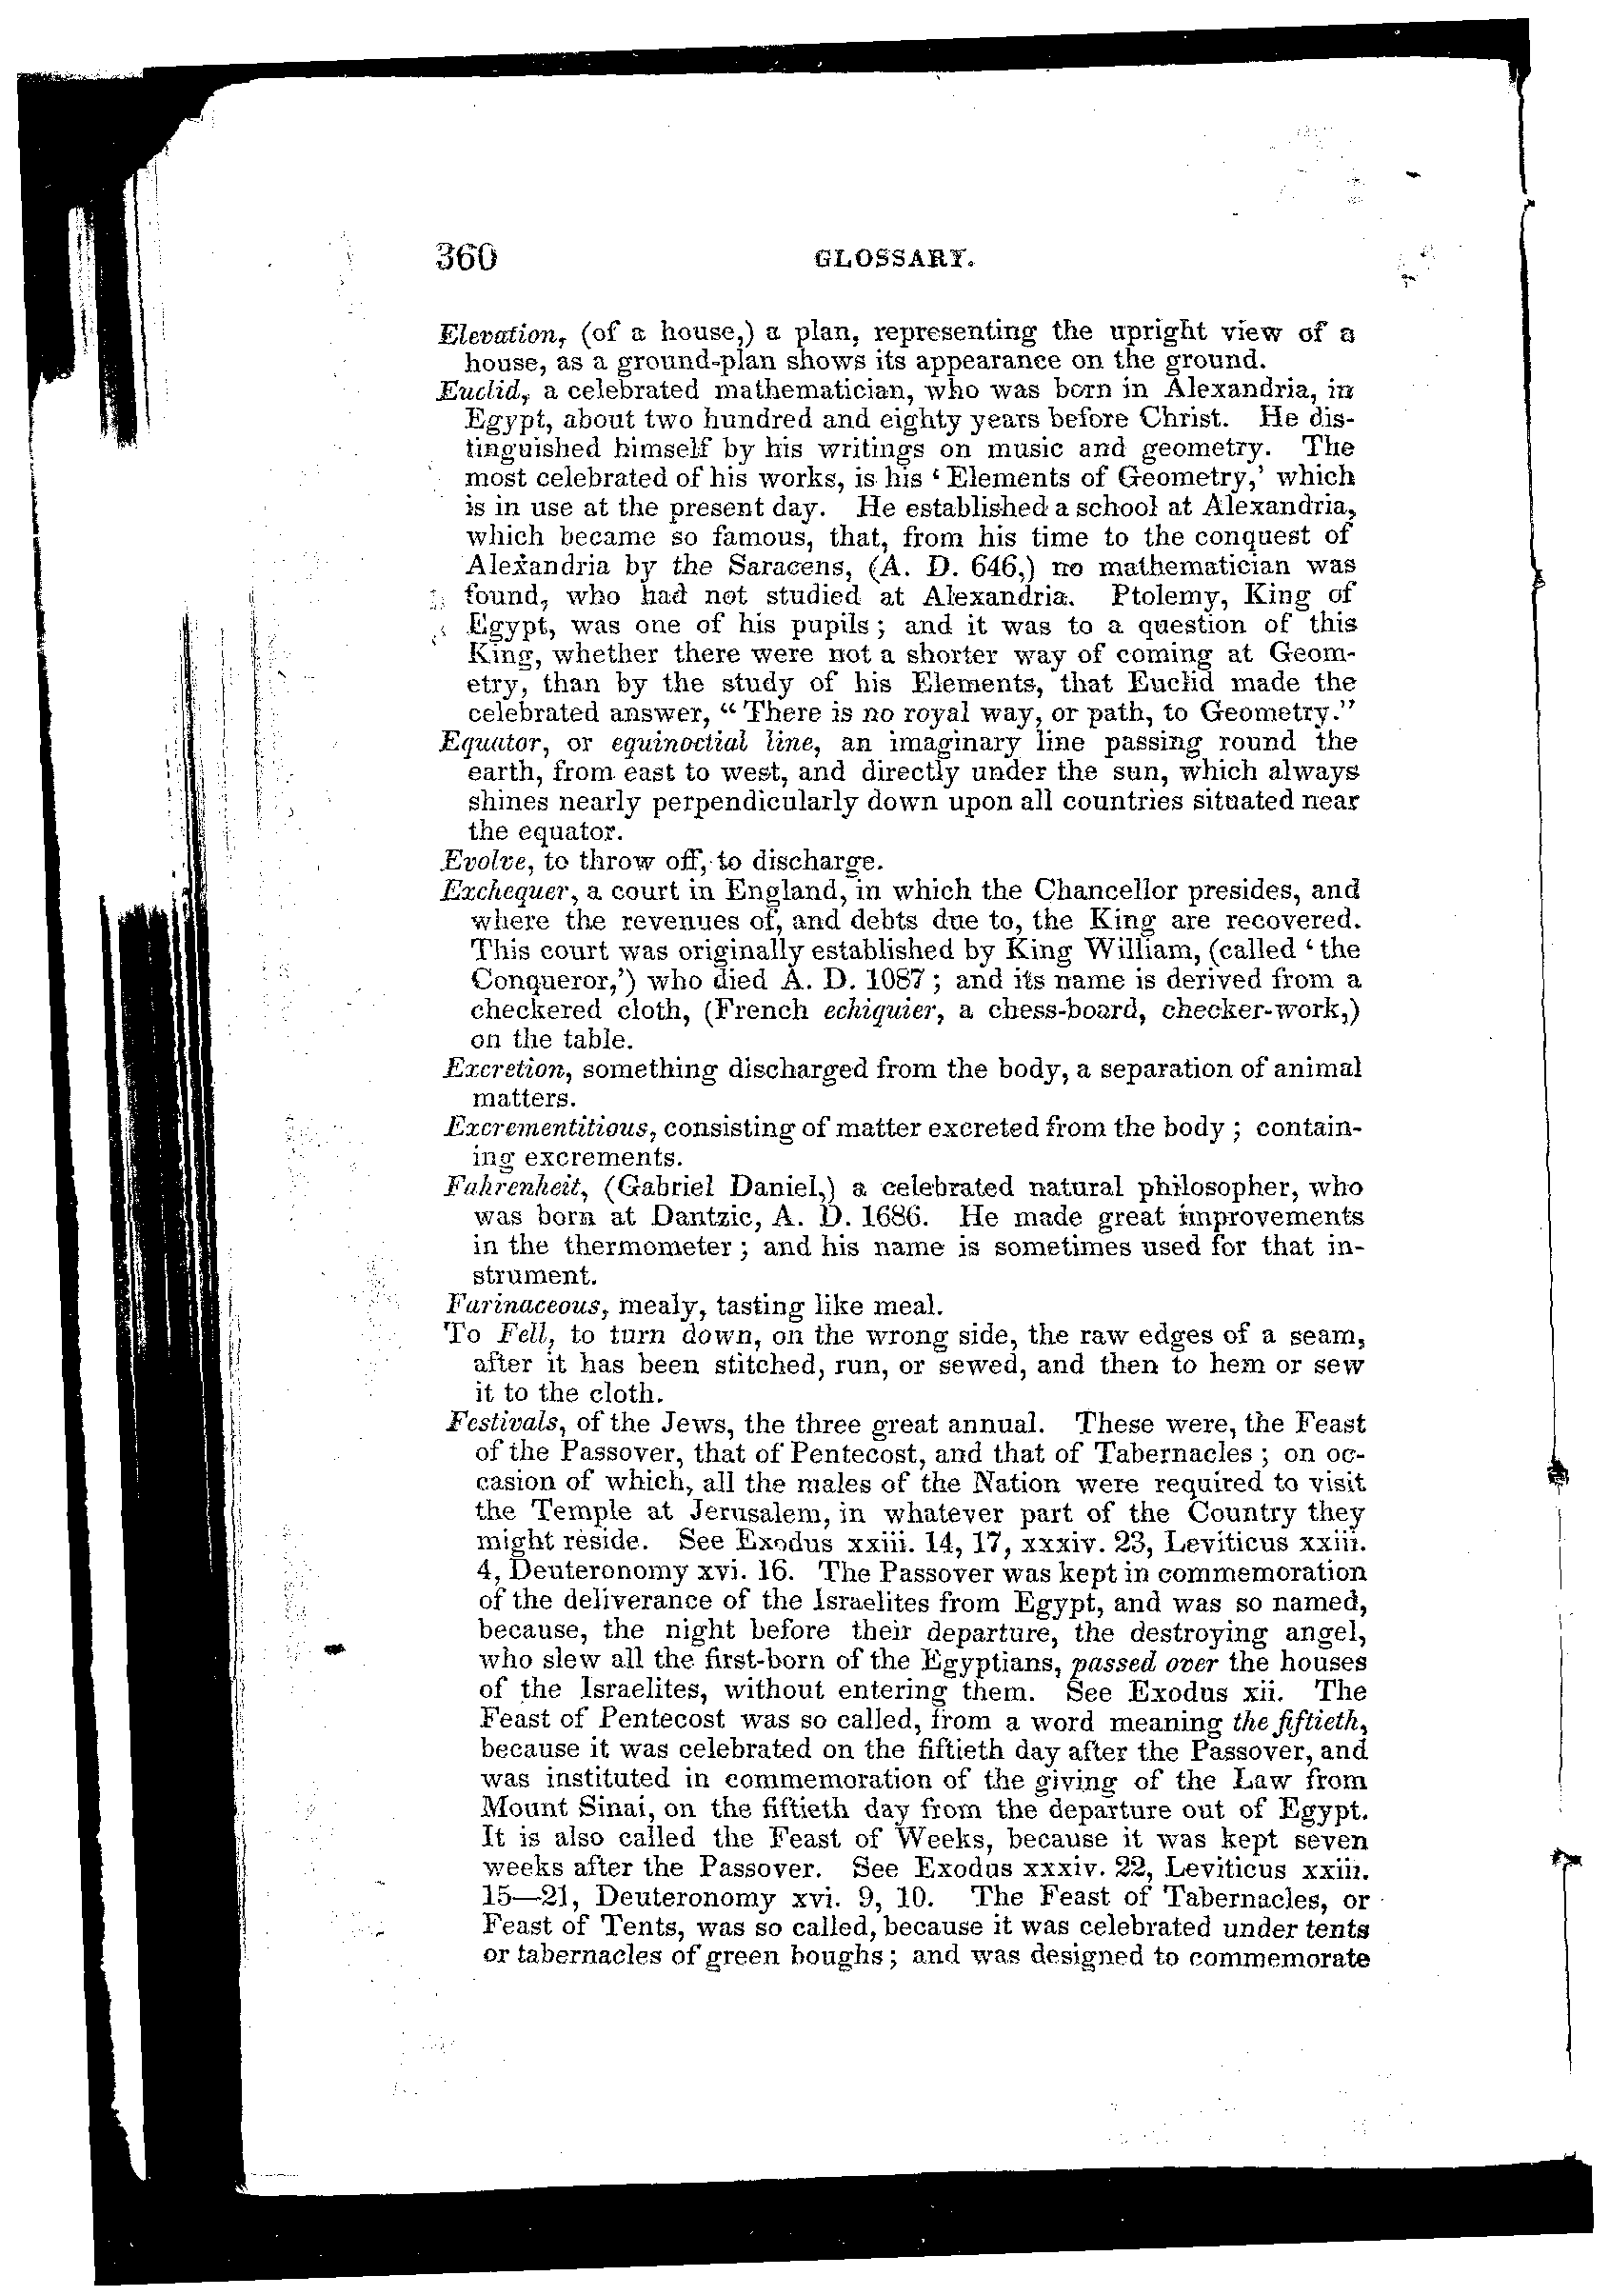 360 GLOSSARY.
Elevation, (of a house,) a plan, representing the upright view of a
house, as a ground-plan shows its appearance on the ground.
Euclid, a celebrated mathematician, who was born in Alexandria, in
Egypt, about two hundred and eighty years before Christ. He dis-
tinguished himself by his writings on music and geometry. The
most celebrated of his works, is his ‘Elements of Geometry,’ which
is in use at the present day. He established a school at Alexandria,
which became so famous, that, from his time to the conquest of
Alexandria by the Saracens, (A. D. 646,) no mathematician was
found, who had not studied at Alexandria. Ptolemy, King of
Egypt, was one of his pupils; and it was to a question of this
King, whether there were not a shorter way of coming at Geom-
etry, than by the study of his Elements, that Euclid made the
celebrated answer, “There is no royal way, or path, to Geometry.”
Equator, or equinoctial line, an imaginary line passing round the
earth, from east to west, and directly under the sun, which always
shines nearly perpendicularly down upon all countries situated near
the equator.
Evolve, to throw off, to discharge.
Exchequer, a court in England, in which the Chancellor presides, and
where the revenues of, and debts due to, the King are recovered.
This court was originally established by King William, (called ‘the
Conqueror,’) who died A. D. 1087; and its name is derived from a
checkered cloth, (French echiquier, a chess-board, checker-work,)
on the table.
Excretion, something discharged from the body, a separation of animal
matters.
Excrementitious, consisting of matter excreted from the body; contain-
ing excrements.
Fahrenheit, (Gabriel Daniel,) a celebrated natural philosopher, who
was born at Dantzic, A. D. 1686. He made great improvements
in the thermometer; and his name is sometimes used for that in-
strument.
Farinaceous, mealy, tasting like meal.
To Fell, to turn down, on the wrong side, the raw edges of a seam,
after it has been stitched, run, or sewed, and then to hem or sew
it to the cloth.
Festivals, of the Jews, the three great annual. These were, the Feast
of the Passover, that of Pentecost, and that of Tabernacles; on oc-
casion of which, all the males of the Nation were required to visit
the Temple at Jerusalem, in whatever part of the Country they
might reside. See Exodus xxiii. 14, 17, xxxiv. 23, Leviticus xxiii.
4, Deuteronomy xvi. 16. The Passover was kept in commemoration
of the deliverance of the Israelites from Egypt, and was so named,
because, the night before their departure, the destroying angel,
who slew all the first-born of the Egyptians, passed over the houses
of the Israelites, without entering them. See Exodus xii. The
Feast of Pentecost was so called, from a word meaning the fiftieth,
because it was celebrated on the fiftieth day after the Passover, and
was instituted in commemoration of the giving of the Law from
Mount Sinai, on the fiftieth day from the departure out of Egypt.
It is also called the Feast of Weeks, because it was kept seven
weeks after the Passover. See Exodus xxxiv. 22, Leviticus xxiii.
15—21, Deuteronomy xvi. 9, 10. The Feast of Tabernacles, or
Feast of Tents, was so called, because it was celebrated under tents
or tabernacles of green boughs; and was designed to commemorate